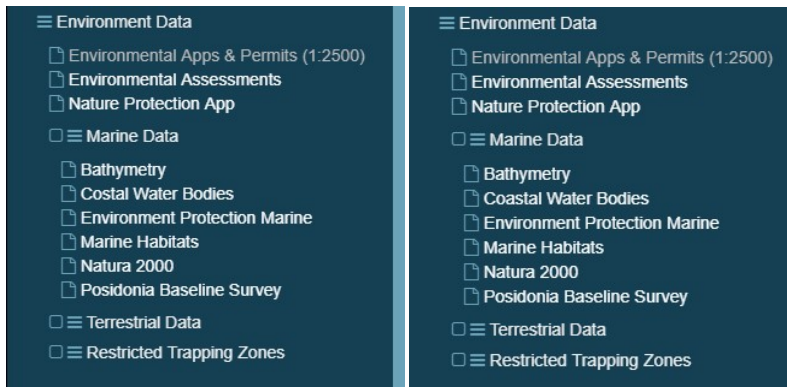 Environment Data
Environmental Apps & Permits (1:2500)
Environmental Assessments
Nature Protection App
Marine Data
Bathymetry
Costal Water Bodies
Environment Protection Marine
Marine Habitats
Natura 2000
Posidonia Baseline Survey
Terrestrial Data
Restricted Trapping Zones
Environment Data
Environmental Apps & Permits (1:2500)
Environmental Assessments
Nature Protection App
Marine Data
Bathymetry
Coastal Water Bodies
Environment Protection Marine
Marine Habitats
Natura 2000
Posidonia Baseline Survey
Terrestrial Data
Restricted Trapping Zones